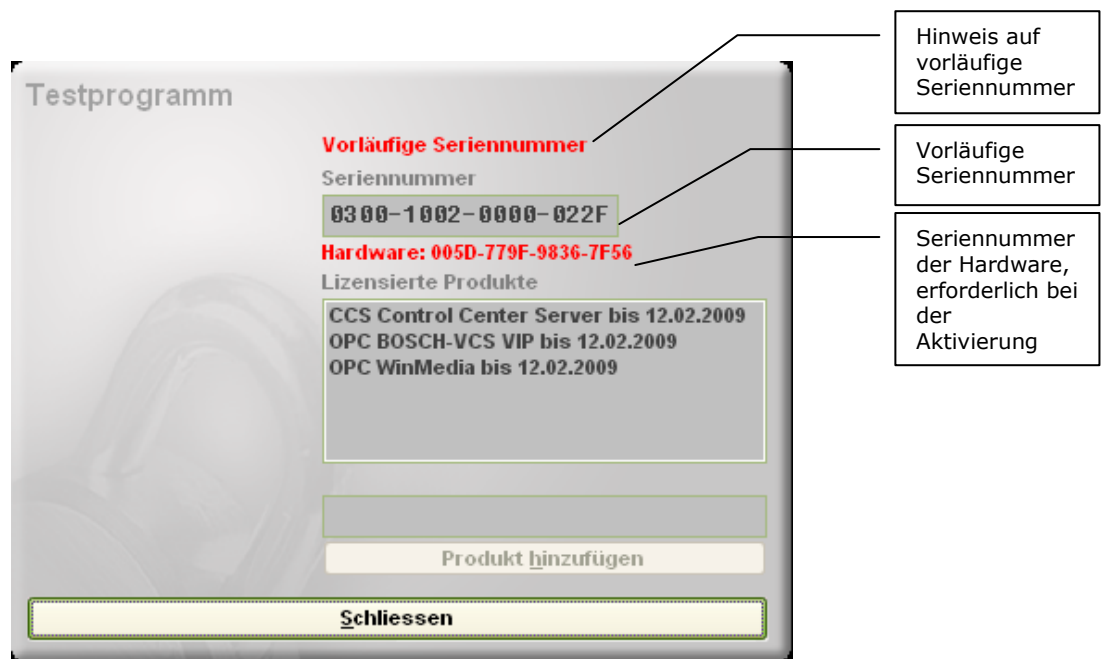 Testprogramm
Vorläufige Seriennummer
Seriennummer
0300-1002-0000-022F
Hardware: 005D-779F-9836-7F56
Lizensierte Produkte
CCS Control Center Server bis 12.02.2009
OPC BOSCH-VCS VIP bis 12.02.2009
OPC WinMedia bis 12.02.2009
Produkt hinzufügen
Schliessen
Hinweis auf
vorläufige
Seriennummer
Vorläufige
Seriennummer
Seriennummer
der Hardware,
erforderlich bei
der
Aktivierung